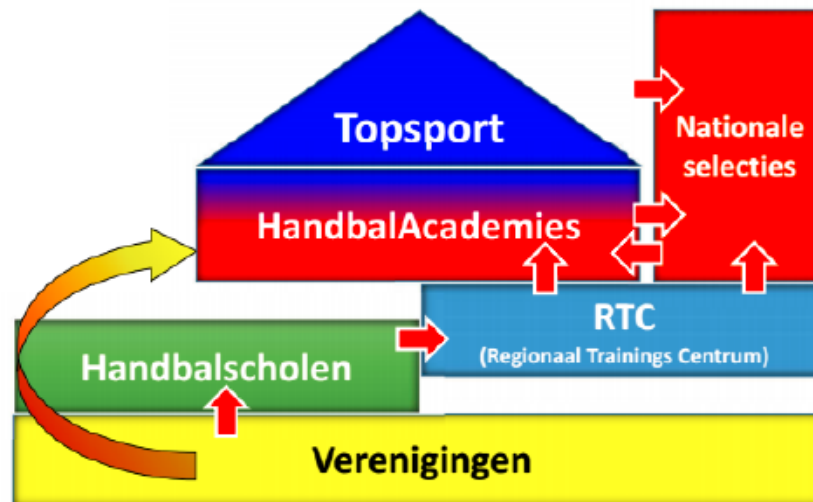 Topsport
Nationale
selecties
HandbalAcademies
RTC
(Regionaal Trainings Centrum)
Handbalscholen
Verenigingen